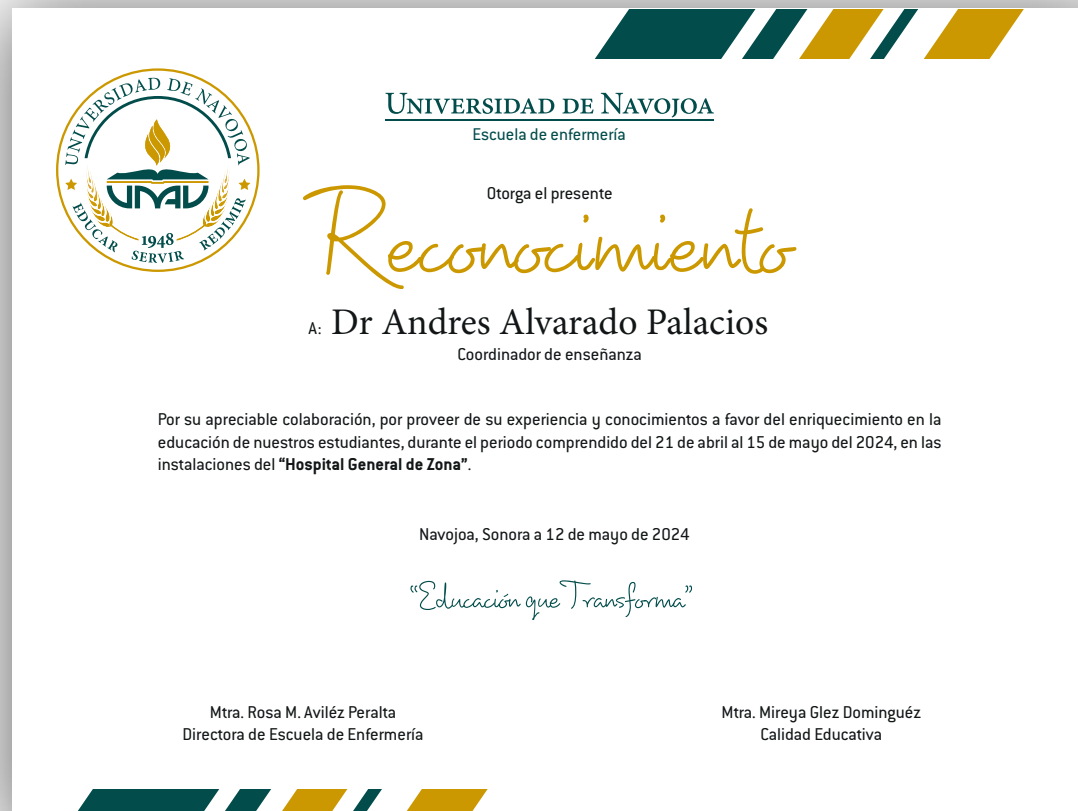 UNIVERSIDAD DE NAVOJOA
UNAV
1948
EDUCAR SERVIR REDIMIR
UNIVERSIDAD DE NAVOJOA
Escuela de enfermería
Otorga el presente
Reconocimiento
A: Dr Andres Alvarado Palacios
Coordinador de enseñanza
Por su apreciable colaboración, por proveer de su experiencia y conocimientos a favor del enriquecimiento en la
educación de nuestros estudiantes, durante el periodo comprendido del 21 de abril al 15 de mayo del 2024, en las
instalaciones del “Hospital General de Zona”.
Navojoa, Sonora a 12 de mayo de 2024
“Educación que Transforma”
Mtra. Rosa M. Aviléz Peralta
Directora de Escuela de Enfermería
Mtra. Mireya Glez Dominguéz
Calidad Educativa